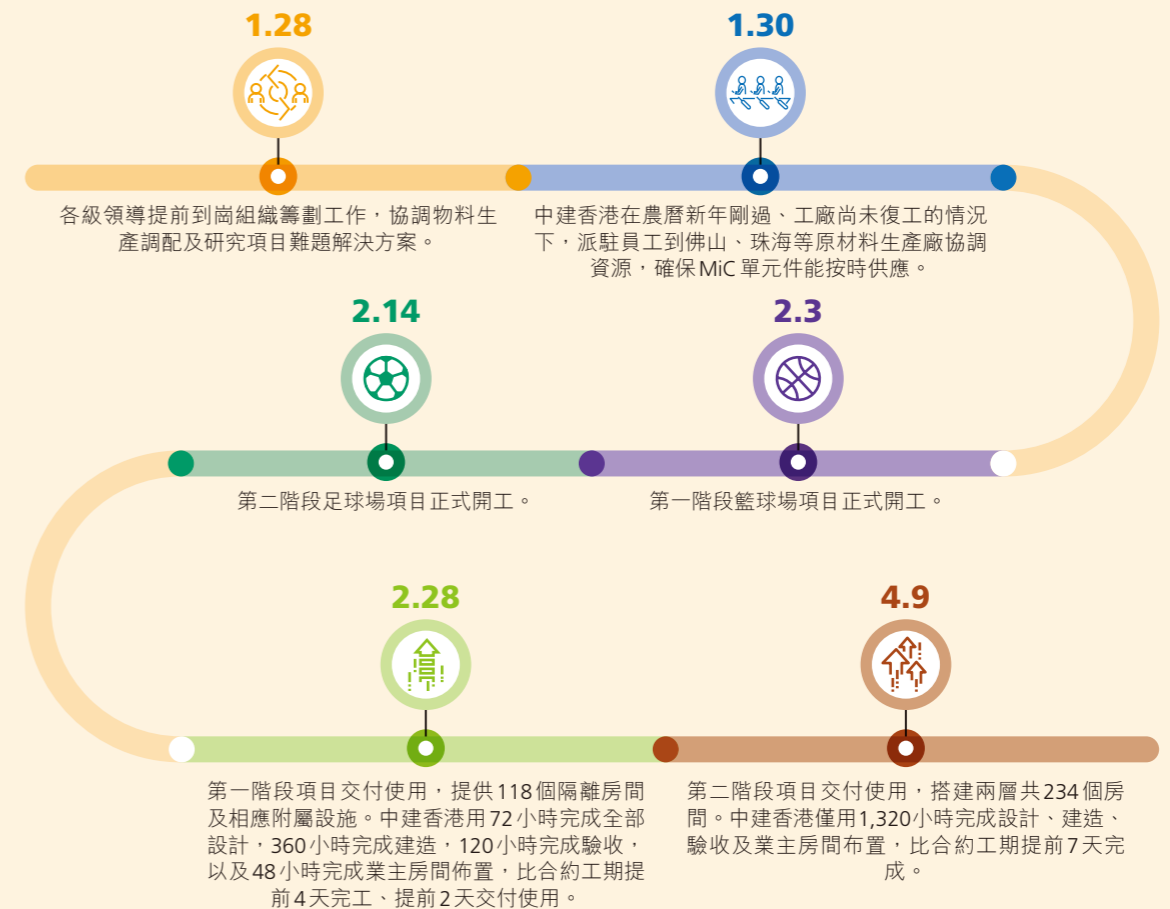 1.28
各級領導提前到崗組織籌劃工作，協調物料生
產調配及研究項目難題解決方案。
1.30
中建香港在農曆新年剛過、工廠尚未復工的情況
下，派駐員工到佛山、珠海等原材料生產廠協調
資源，確保MiC單元件能按時供應。
2.3
第一階段籃球場項目正式開工。
2.14
第二階段足球場項目正式開工。
2.28
第一階段項目交付使用，提供118個隔離房間
及相應附屬設施。中建香港用72小時完成全部
設計，360小時完成建造，120小時完成驗收，
以及48小時完成業主房間佈置，比合約工期提
前4天完工、提前2天交付使用。
4.9
第二階段項目交付使用，搭建兩層共234個房
間。中建香港僅用1,320小時完成設計、建造、
驗收及業主房間布置，比合約工期提前7天完
成。